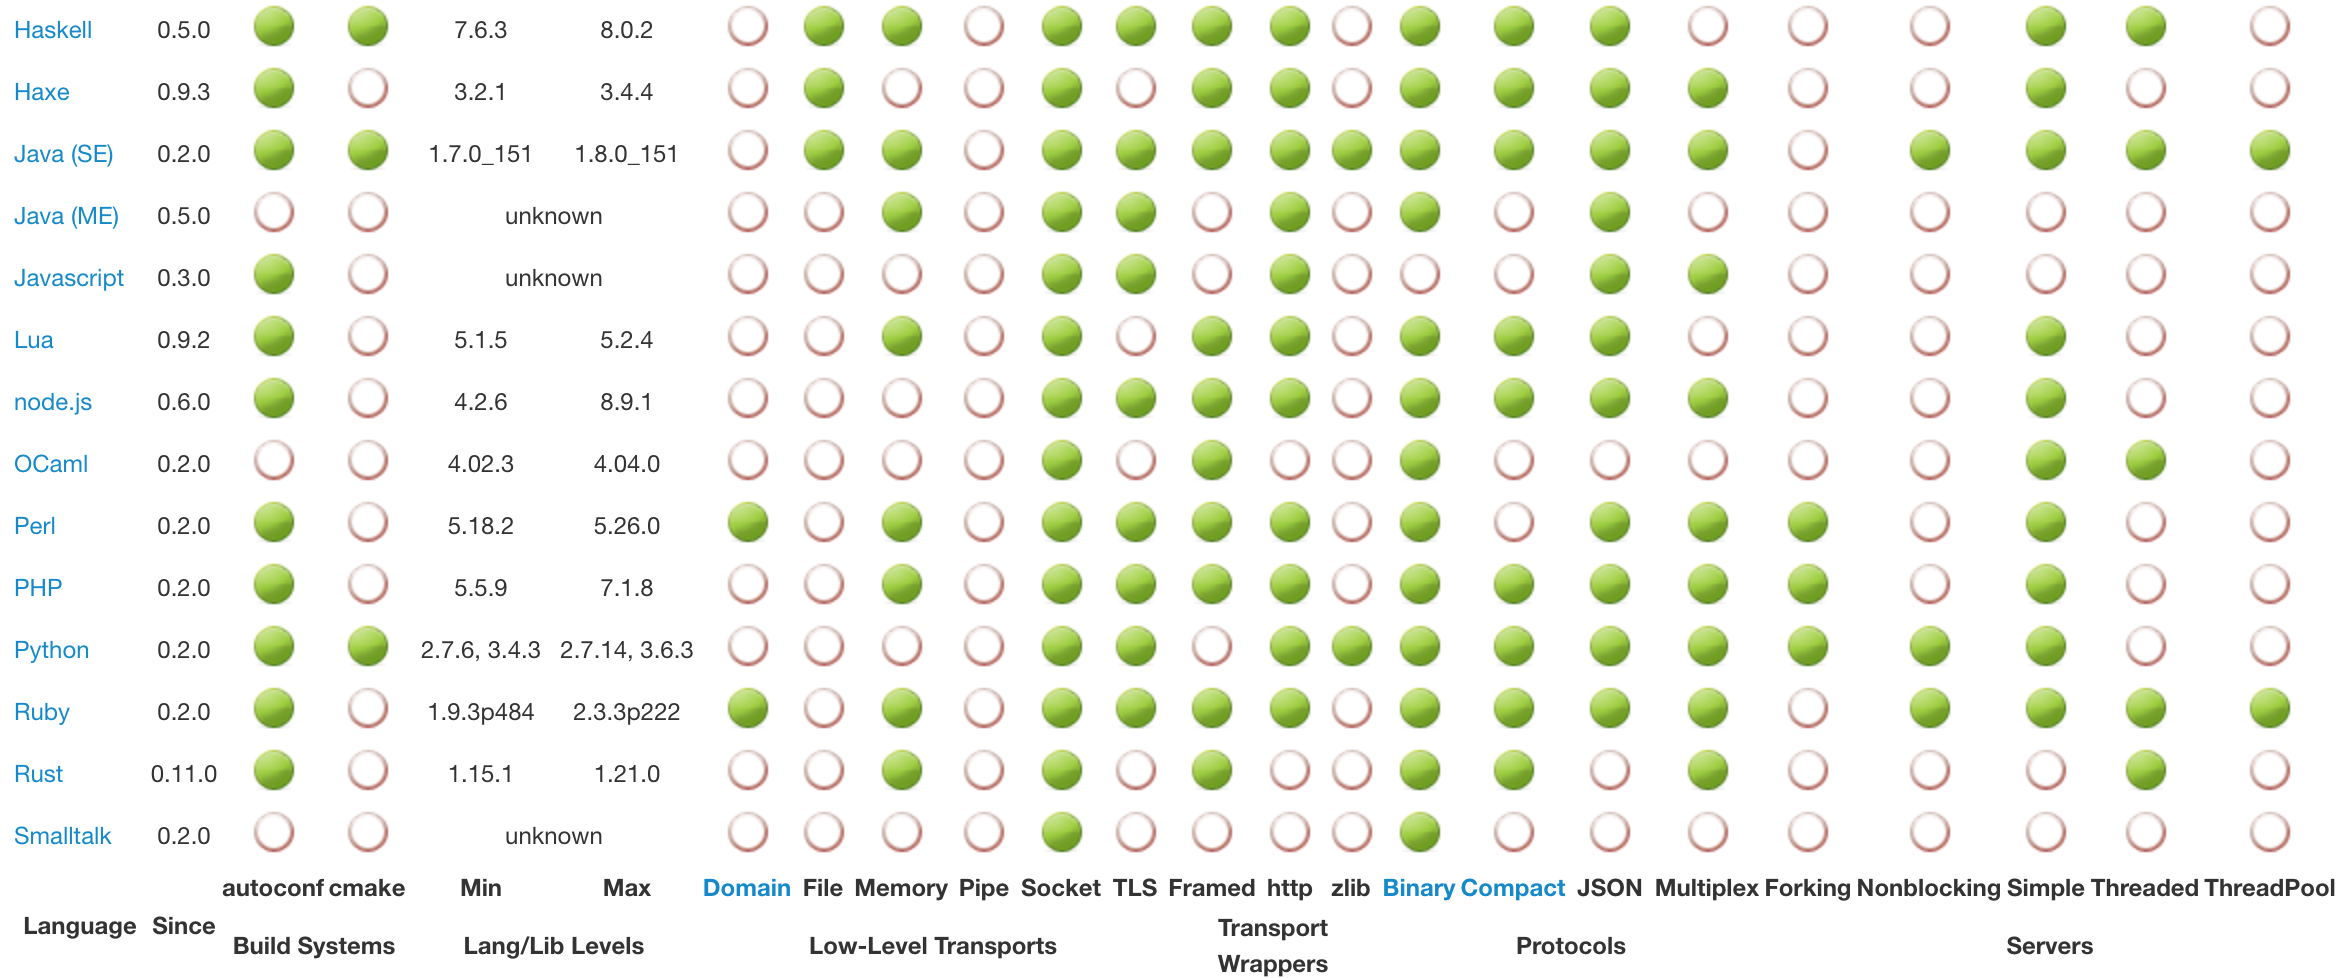 Haskell 0.5.0 7.6.3 8.0.2
Haxe 0.9.3 3.2.1 3.4.4
Java (SE) 0.2.0 1.7.0_151 1.8.0_151
Java (ME) 0.5.0 unknown
Javascript 0.3.0 unknown
Lua 0.9.2 5.1.5 5.2.4
node.js 0.6.0 4.2.6 8.9.1
OCaml 0.2.0 4.02.3 4.04.0
Perl 0.2.0 5.18.2 5.26.0
PHP 0.2.0 5.5.9 7.1.8
Python 0.2.0 2.7.6, 3.4.3 2.7.14, 3.6.3
Ruby 0.2.0 1.9.3p484 2.3.3p222
Rust 0.11.0 1.15.1 1.21.0
Smalltalk 0.2.0 unknown
autoconf cmake Min Max Domain File Memory Pipe Socket TLS Framed http zlib Binary Compact JSON Multiplex Forking Nonblocking Simple Threaded ThreadPool
Language Since Build Systems Lang/Lib Levels Low-Level Transports Transport
Wrappers Protocols Servers